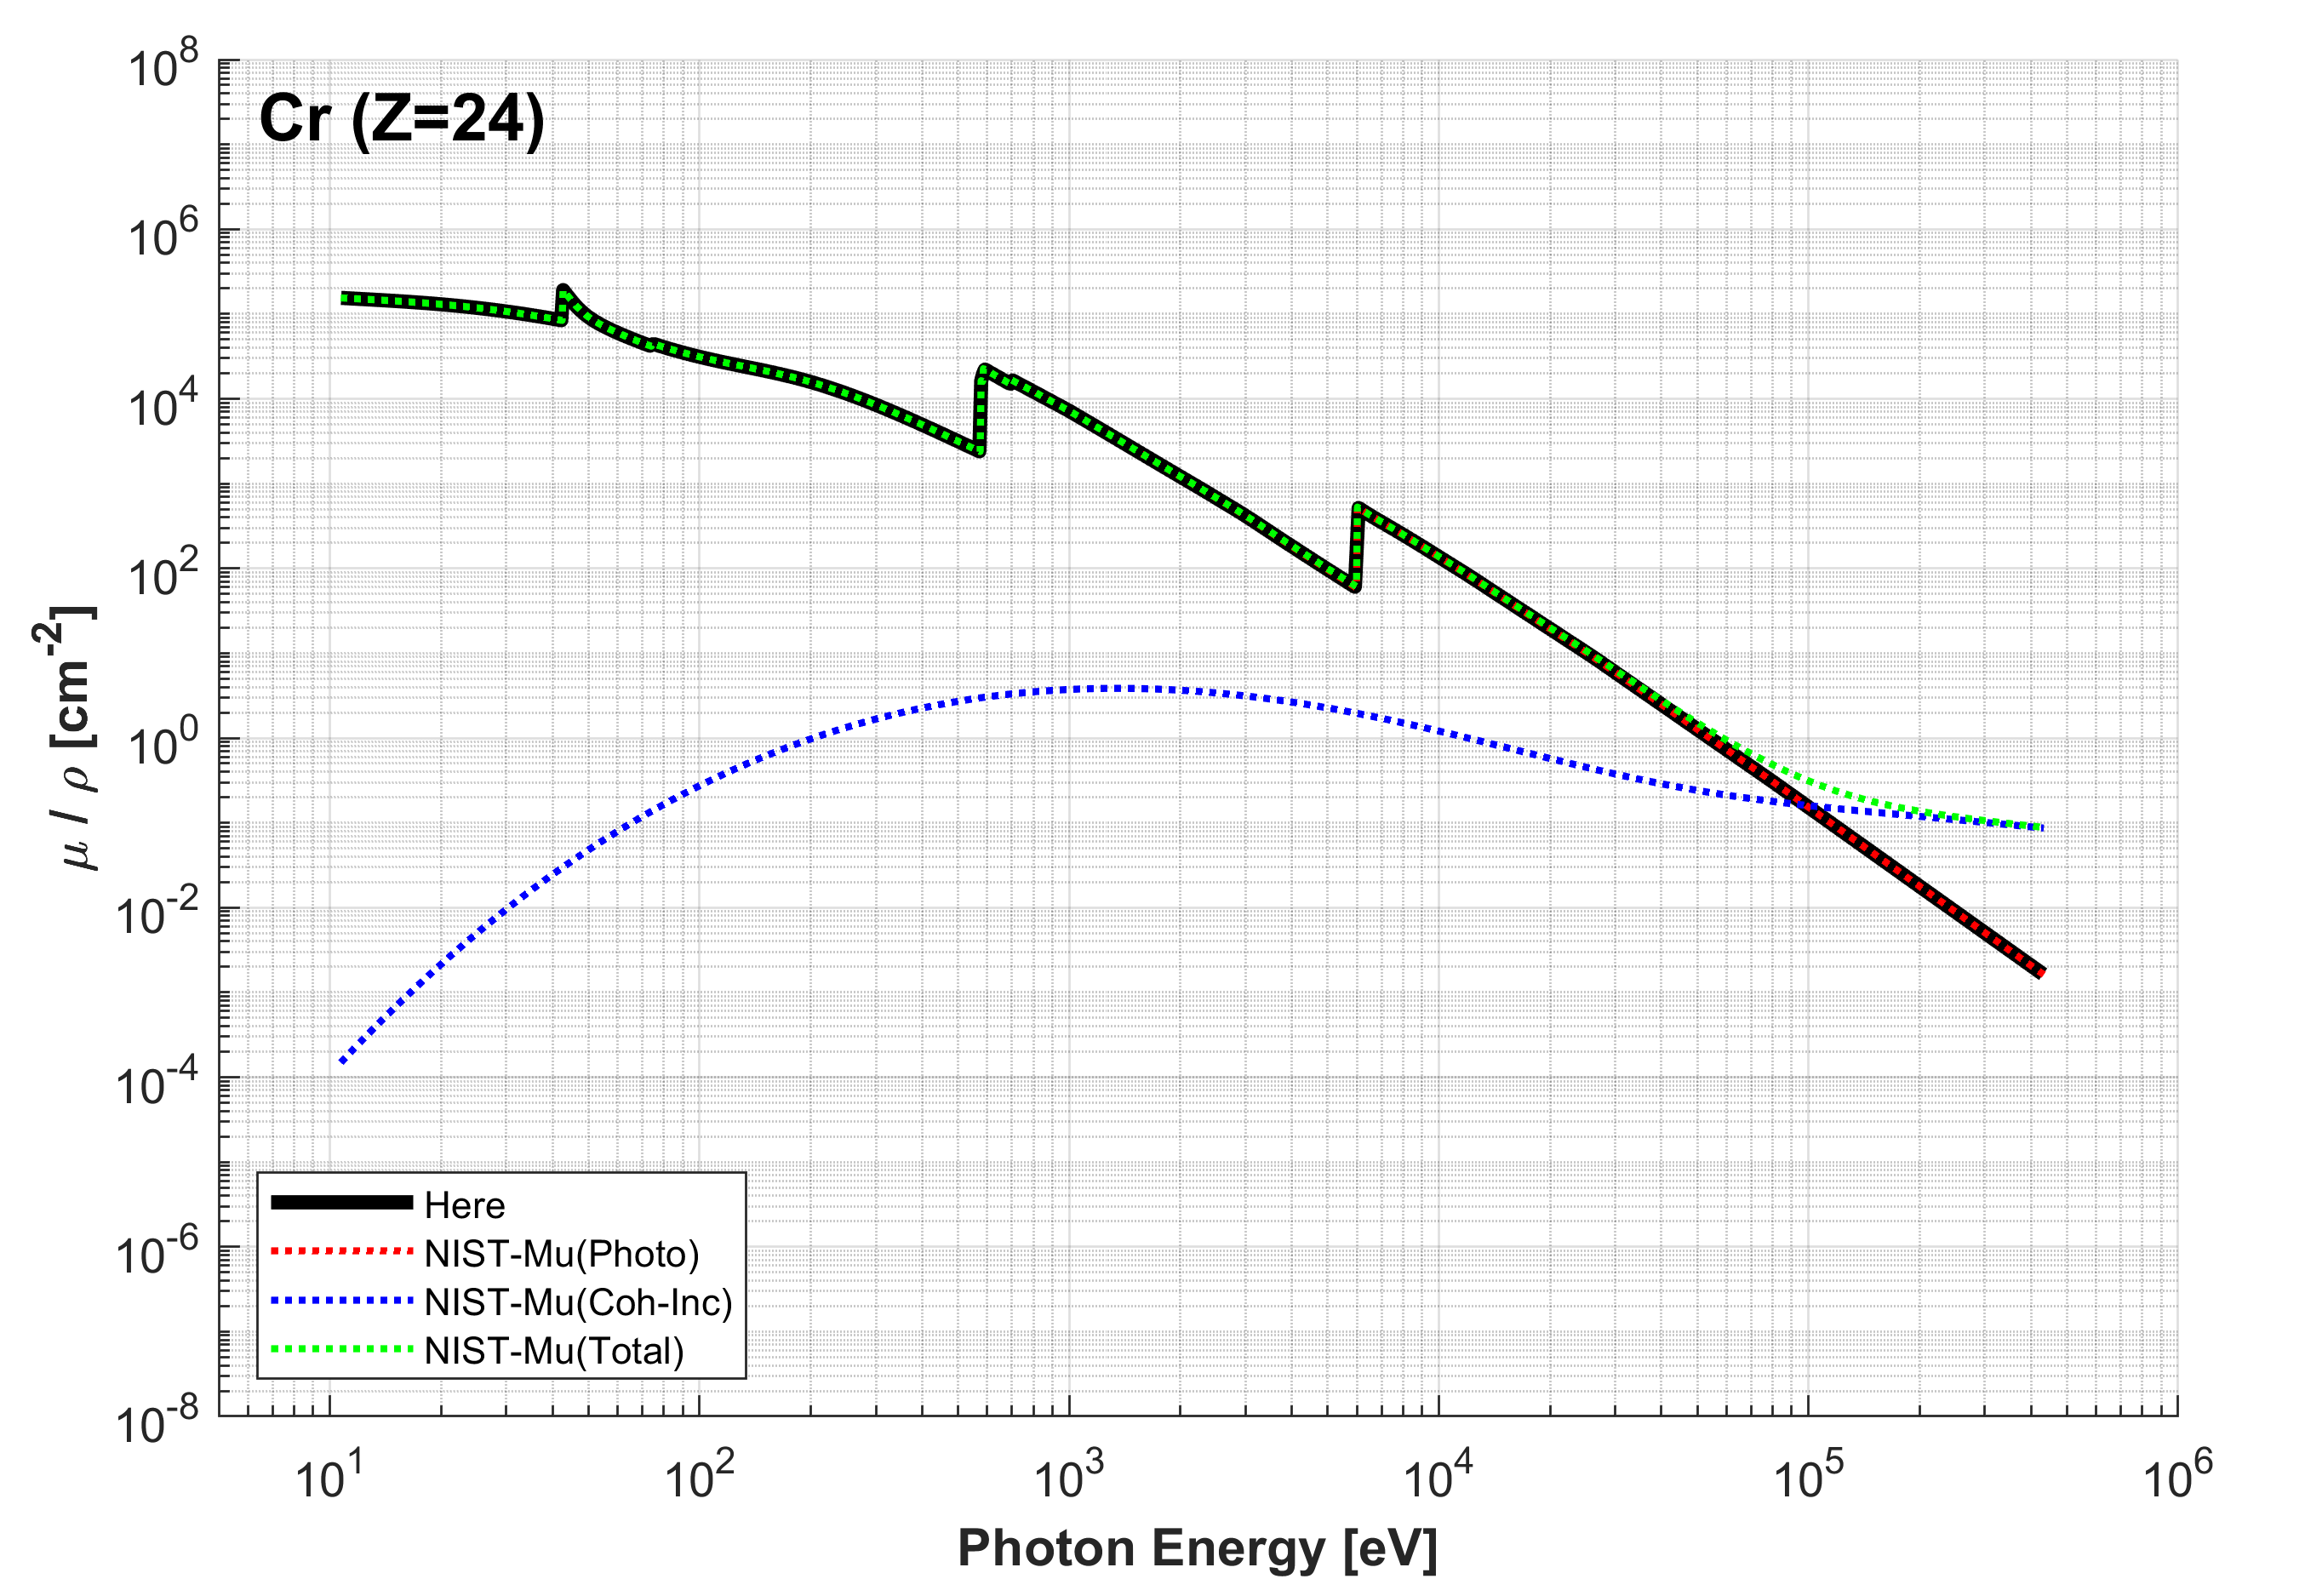 Cr (Z=24)
10^8
10^6
10^4
10^2
10^0
10^-2
10^-4
10^-6
10^-8
μ / ρ [cm^-2]
Here
NIST-Mu(Photo)
NIST-Mu(Coh-Inc)
NIST-Mu(Total)
10^1 10^2 10^3 10^4 10^5 10^6
Photon Energy [eV]